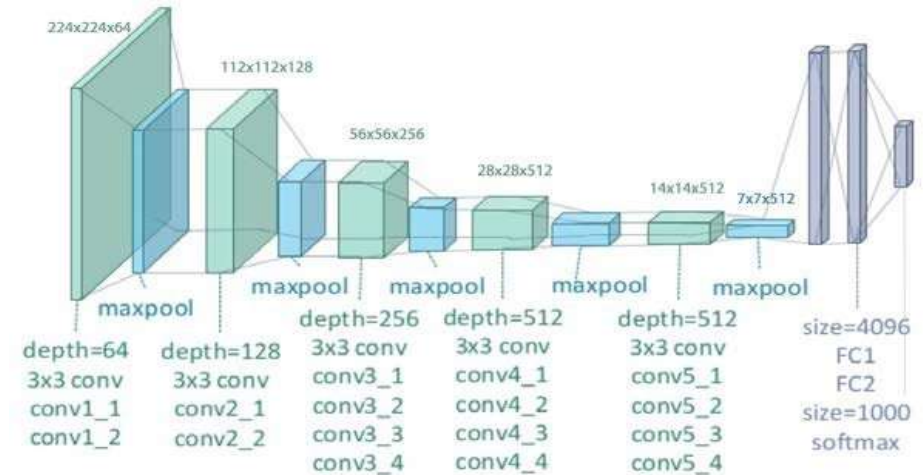 224x224x64
112x112x128
56x56x256
28x28x512
14x14x512
7x7x512
maxpool
maxpool
maxpool
maxpool
maxpool
depth=64
3x3 conv
conv1_1
conv1_2
depth=128
3x3 conv
conv2_1
conv2_2
depth=256
3x3 conv
conv3_1
conv3_2
conv3_3
conv3_4
depth=512
3x3 conv
conv4_1
conv4_2
conv4_3
conv4_4
depth=512
3x3 conv
conv5_1
conv5_2
conv5_3
conv5_4
size=4096
FC1
FC2
size=1000
softmax